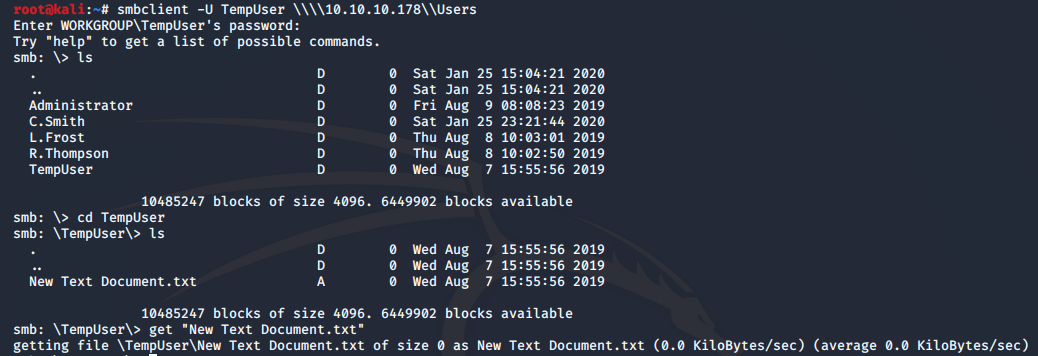 root@kali:~# smbclient -U TempUser \\\\10.10.10.178\\Users
Enter WORKGROUP\TempUser's password:
Try "help" to get a list of possible commands.
smb: \> ls
  .                                   D        0  Sat Jan 25 15:04:21 2020
  ..                                  D        0  Sat Jan 25 15:04:21 2020
  Administrator                       D        0  Fri Aug  9 08:08:23 2019
  C.Smith                             D        0  Sat Jan 25 23:21:44 2020
  L.Frost                             D        0  Thu Aug  8 10:03:01 2019
  R.Thompson                          D        0  Thu Aug  8 10:02:50 2019
  TempUser                            D        0  Wed Aug  7 15:55:56 2019
                10485247 blocks of size 4096. 6449902 blocks available
smb: \> cd TempUser
smb: \TempUser\> ls
  .                                   D        0  Wed Aug  7 15:55:56 2019
  ..                                  D        0  Wed Aug  7 15:55:56 2019
  New Text Document.txt               A        0  Wed Aug  7 15:55:56 2019
                10485247 blocks of size 4096. 6449902 blocks available
smb: \TempUser\> get "New Text Document.txt"
getting file \TempUser\New Text Document.txt of size 0 as New Text Document.txt (0.0 KiloBytes/sec) (average 0.0 KiloBytes/sec)